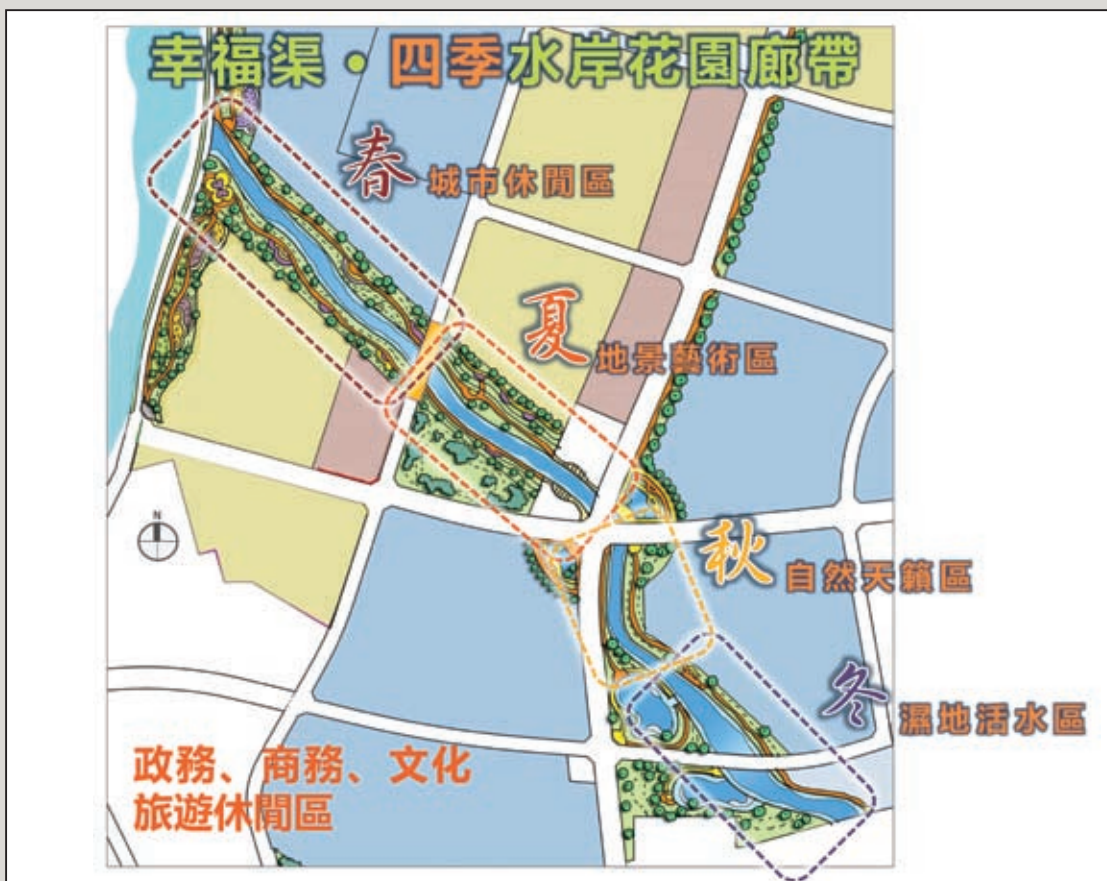 幸福渠・四季水岸花園廊帶
春 城市休閒區
夏 地景藝術區
秋 自然天籟區
冬 濕地活水區
N
政務、商務、文化
旅遊休閒區